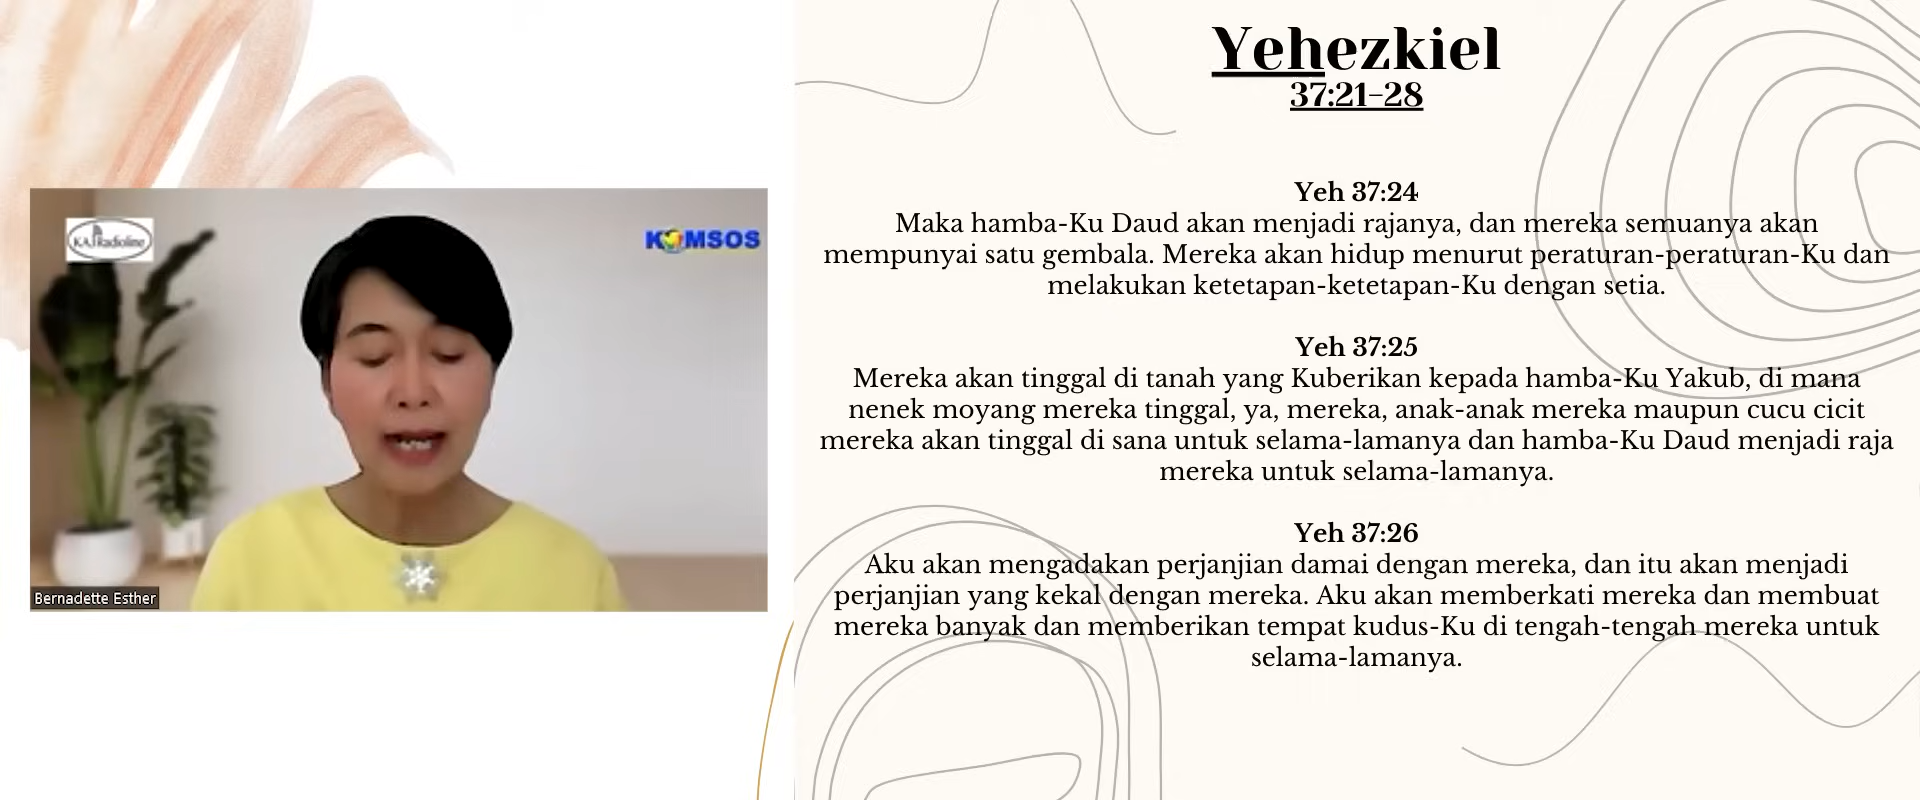 KA Radioline
KOMSOS
Bernadette Esther
Yehezkiel
37:21-28
Yeh 37:24
Maka hamba-Ku Daud akan menjadi rajanya, dan mereka semuanya akan
mempunyai satu gembala. Mereka akan hidup menurut peraturan-peraturan-Ku dan
melakukan ketetapan-ketetapan-Ku dengan setia.
Yeh 37:25
Mereka akan tinggal di tanah yang Kuberikan kepada hamba-Ku Yakub, di mana
nenek moyang mereka tinggal, ya, mereka, anak-anak mereka maupun cucu cicit
mereka akan tinggal di sana untuk selama-lamanya dan hamba-Ku Daud menjadi raja
mereka untuk selama-lamanya.
Yeh 37:26
Aku akan mengadakan perjanjian damai dengan mereka, dan itu akan menjadi
perjanjian yang kekal dengan mereka. Aku akan memberkati mereka dan membuat
mereka banyak dan memberikan tempat kudus-Ku di tengah-tengah mereka untuk
selama-lamanya.